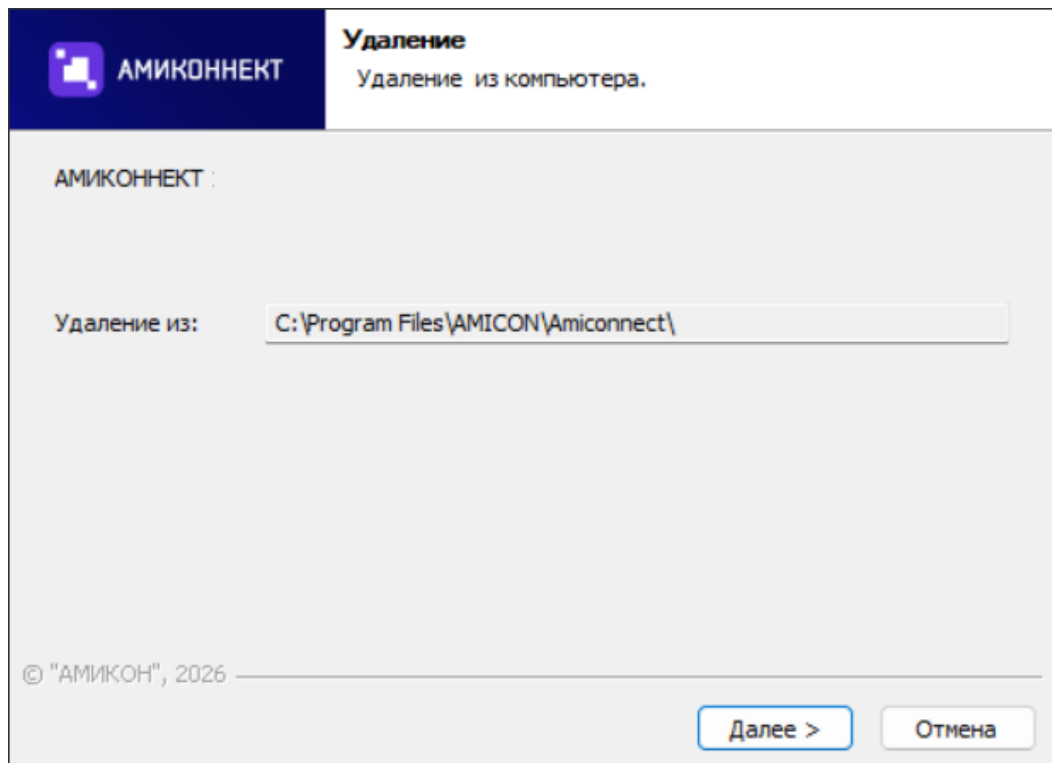 АМИКОННЕКТ
Удаление
Удаление из компьютера.
АМИКОННЕКТ :
Удаление из: C:\Program Files\AMICON\Amiconnect\
© "АМИКОН", 2026
Далее > Отмена